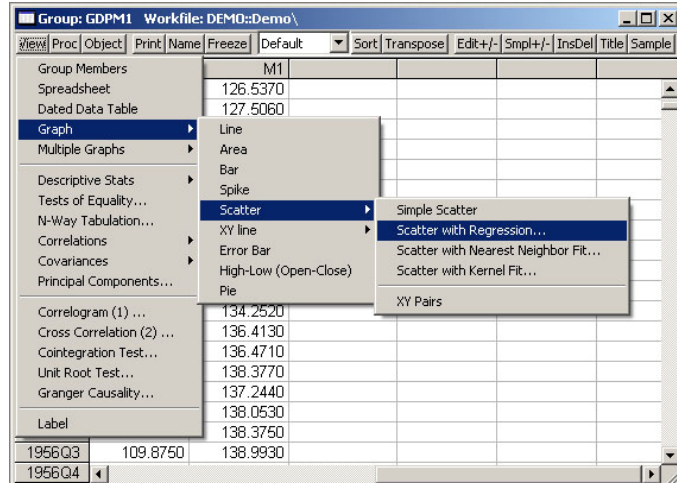 Group: GDPM1 Workfile: DEMO::Demo\
View Proc Object Print Name Freeze Default Sort Transpose Edit+/- Smpl+/- InsDel Title Sample
M1
126.5370
127.5060
Group Members
Spreadsheet
Dated Data Table
Graph
Multiple Graphs
Descriptive Stats
Tests of Equality...
N-Way Tabulation...
Correlations
Covariances
Principal Components...
Correlogram (1) ...
Cross Correlation (2) ...
Cointegration Test...
Unit Root Test...
Granger Causality...
Label
Line
Area
Bar
Spike
Scatter
XY line
Error Bar
High-Low (Open-Close)
Pie
Simple Scatter
Scatter with Regression...
Scatter with Nearest Neighbor Fit...
Scatter with Kernel Fit...
XY Pairs
134.2520
136.4130
136.4710
138.3770
137.2440
138.0530
138.3750
1956Q3 109.8750 138.9930
1956Q4